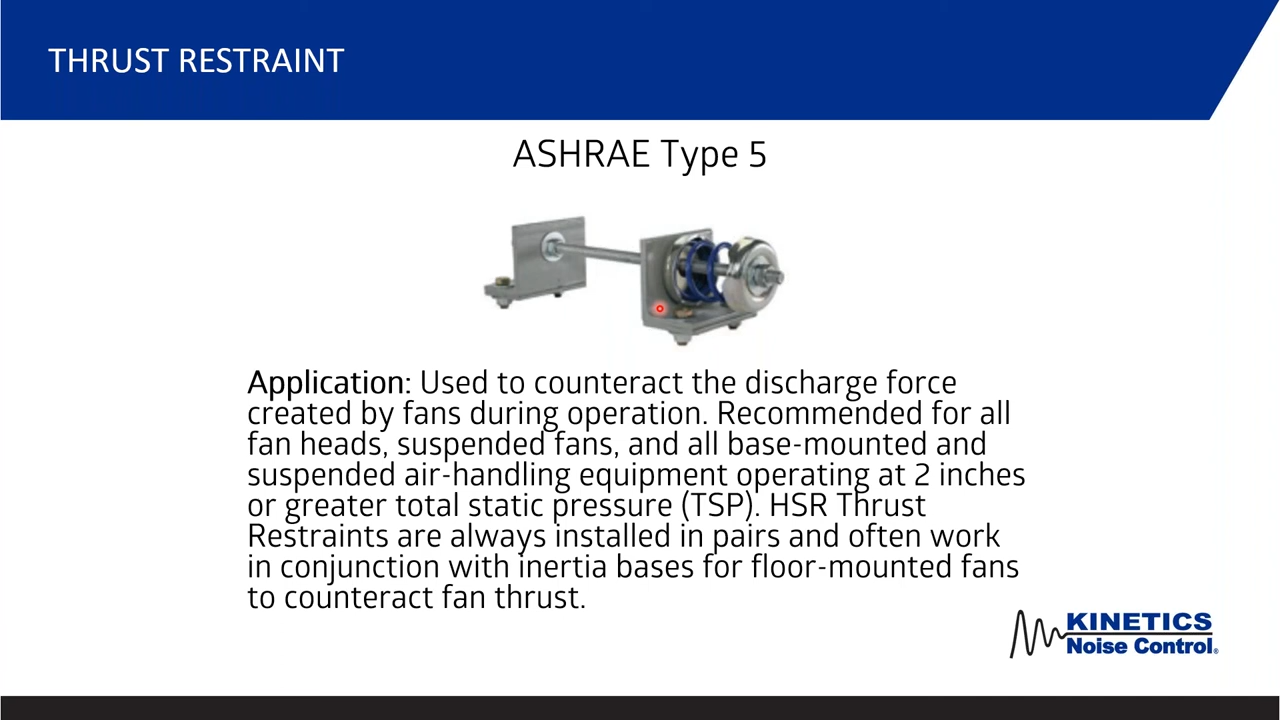 THRUST RESTRAINT
ASHRAE Type 5
Application: Used to counteract the discharge force
created by fans during operation. Recommended for all
fan heads, suspended fans, and all base-mounted and
suspended air-handling equipment operating at 2 inches
or greater total static pressure (TSP). HSR Thrust
Restraints are always installed in pairs and often work
in conjunction with inertia bases for floor-mounted fans
to counteract fan thrust.
KINETICS
Noise Control®